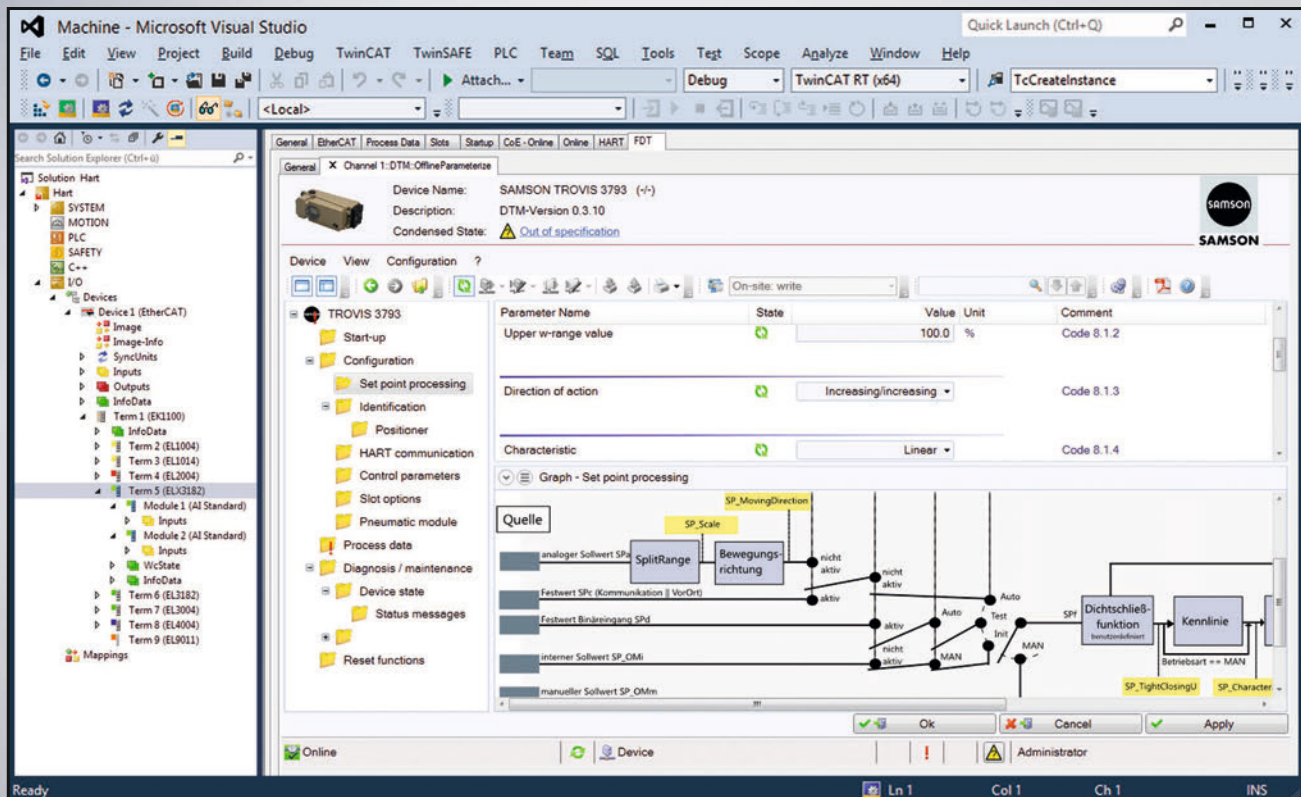 Machine - Microsoft Visual Studio
Quick Launch (Ctrl+Q)
File Edit View Project Build Debug TwinCAT TwinSAFE PLC Team SQL Tools Test Scope Analyze Window Help
Attach... Debug TwinCAT RT (x64) TcCreateInstance
<Local>
Search Solution Explorer (Ctrl+ü)
Solution Hart
Hart
SYSTEM
MOTION
PLC
SAFETY
C++
I/O
Devices
Device 1 (EtherCAT)
Image
Image-Info
SyncUnits
Inputs
Outputs
InfoData
Term 1 (EK1100)
InfoData
Term 2 (EL1004)
Term 3 (EL1014)
Term 4 (EL2004)
Term 5 (ELX3182)
Module 1 (AI Standard)
Inputs
Module 2 (AI Standard)
Inputs
WcState
InfoData
Term 6 (EL3182)
Term 7 (EL3004)
Term 8 (EL4004)
Term 9 (EL9011)
Mappings
General EtherCAT Process Data Slots Startup CoE - Online Online HART FDT
General X Channel 1::DTM::OfflineParameterize
Device Name: SAMSON TROVIS 3793 (-/-)
Description: DTM-Version 0.3.10
Condensed State: Out of specification
samson
SAMSON
Device View Configuration ?
On-site: write
TROVIS 3793
Start-up
Configuration
Set point processing
Identification
Positioner
HART communication
Control parameters
Slot options
Pneumatic module
Process data
Diagnosis / maintenance
Device state
Status messages
Reset functions
Parameter Name State Value Unit Comment
Upper w-range value 100.0 % Code 8.1.2
Direction of action Increasing/increasing Code 8.1.3
Characteristic Linear Code 8.1.4
Graph - Set point processing
Quelle
SP_MovingDirection
SP_Scale
analoger Sollwert SPa
SplitRange
Bewegungs-
richtung
nicht
aktiv
nicht
aktiv
Festwert SPc (Kommunikation || VorOrt)
aktiv
Auto
Festwert Binäreingang SPd
aktiv
Auto
Test
Init
MAN
SPf
Dichtschließ-
funktion
benutzerdefiniert
Kennlinie
nicht
aktiv
MAN
Betriebsart == MAN
interner Sollwert SP_OMi
manueller Sollwert SP_OMm
SP_TightClosingU
SP_Character
Ok Cancel Apply
Online Device Administrator
Ready Ln 1 Col 1 Ch 1 INS